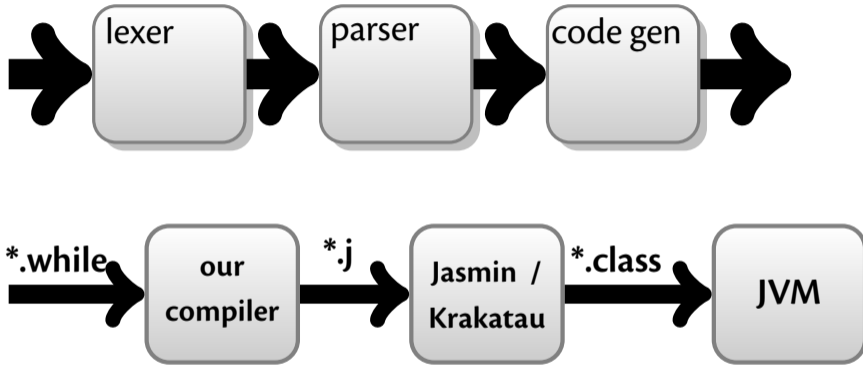 lexer
parser
code gen
*.while
our
compiler
*.j
Jasmin /
Krakatau
*.class
JVM